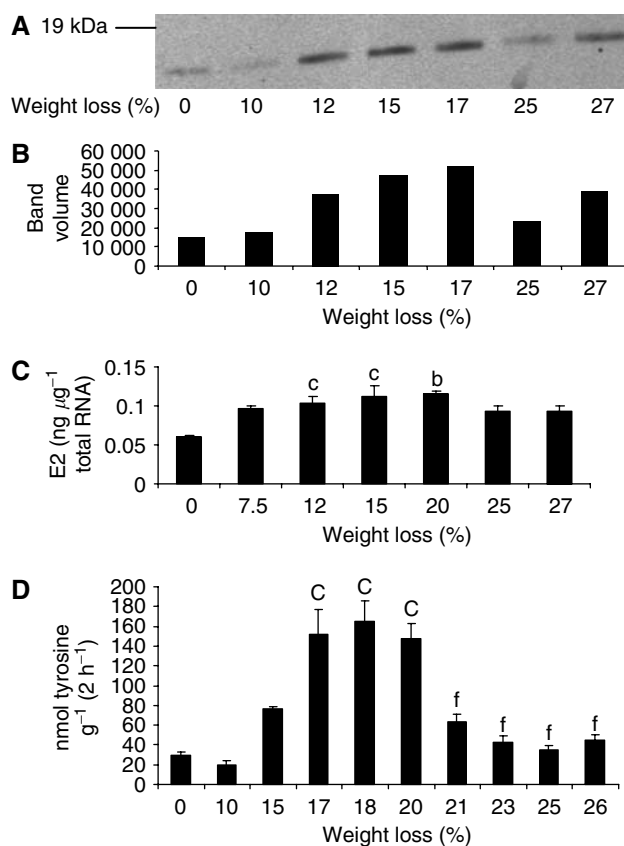 A 19 kDa
Weight loss (%) 0 10 12 15 17 25 27
B
Band
volume
60 000
50 000
40 000
30 000
20 000
10 000
0
0 10 12 15 17 25 27
Weight loss (%)
C
E2 (ng µg⁻¹
total RNA)
0.15
0.1
0.05
0
c c b
0 7.5 12 15 20 25 27
Weight loss (%)
D
nmol tyrosine
g⁻¹ (2 h⁻¹)
200
180
160
140
120
100
80
60
40
20
0
C C C f f f f
0 10 15 17 18 20 21 23 25 26
Weight loss (%)